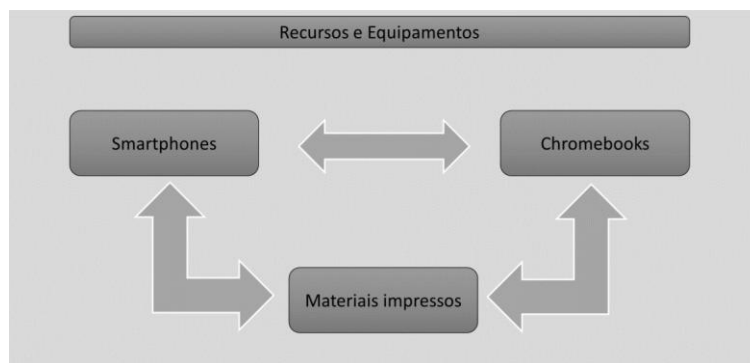 Recursos e Equipamentos
Smartphones
Chromebooks
Materiais impressos